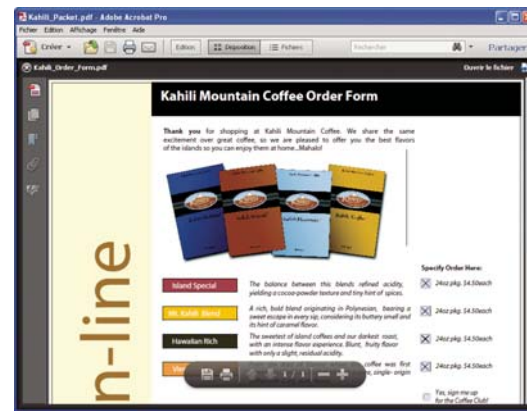 Kahili_Packet.pdf - Adobe Acrobat Pro
Fichier Edition Affichage Fenêtre Aide
Créer
Edition
Disposition
Fichiers
Rechercher
Partager
Kahili_Order_Form.pdf
Ouvrir le fichier
Kahili Mountain Coffee Order Form
Thank you for shopping at Kahili Mountain Coffee. We share the same
excitement over great coffee, so we are pleased to offer you the best flavors
of the islands so you can enjoy them at home..Mahalo!
n-line
Specify Order Here:
Island Special
The balance between this blends refined acidity,
yielding a cocoa-powder texture and tiny hint of spices.
24oz pkg. $4.50each
Mt. Kahili Blend
A rich, bold blend originating in Polynesian, bearing a
sweet escape in every sip, considering its buttery smell and
its hint of caramel flavor.
24oz pkg. $4.50each
Hawaiian Rich
The sweetest of island coffees and our darkest roast,
with an intense flavor experience. Blunt, fruity flavor
with only a slight, residual acidity.
24oz pkg. $4.50each
coffee was first
single- origin
24oz pkg. $4.50each
1 / 1
Yes, sign me up
for the Coffee Club!